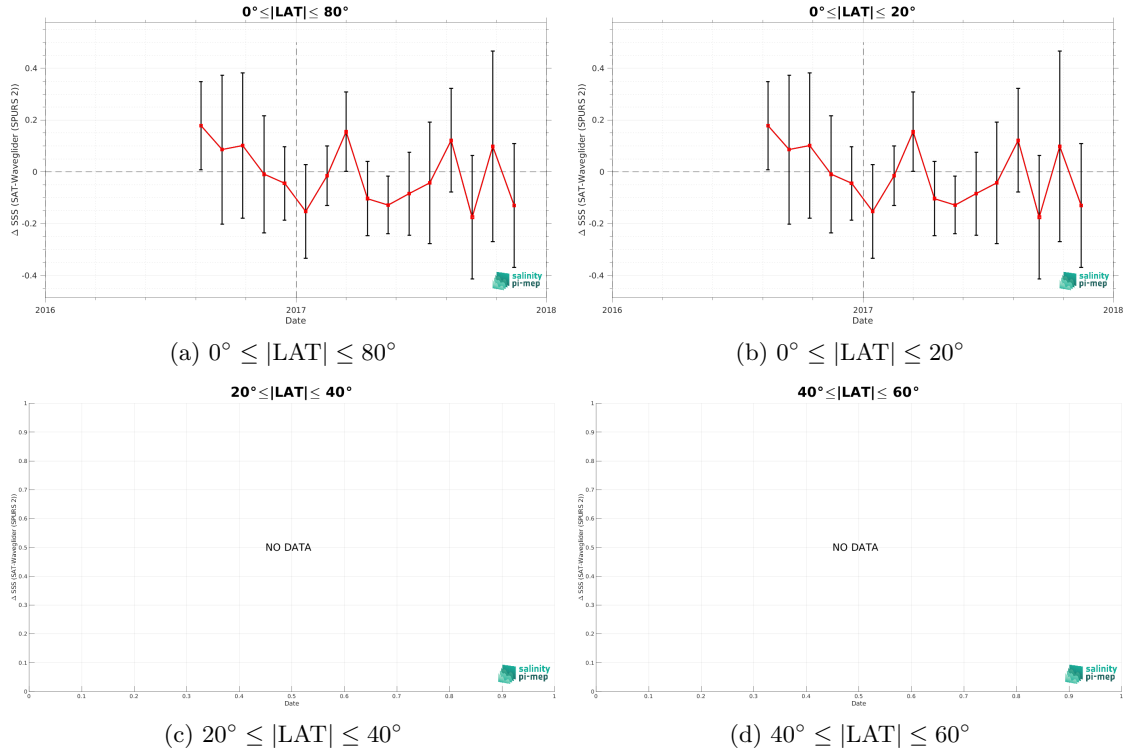 0°≤|LAT|≤ 80°
0.4
0.2
0
-0.2
-0.4
Δ SSS (SAT-Waveglider (SPURS 2))
2016
2017
2018
Date
salinity
pi-mep
(a) 0° ≤ |LAT| ≤ 80°
0°≤|LAT|≤ 20°
0.4
0.2
0
-0.2
-0.4
Δ SSS (SAT-Waveglider (SPURS 2))
2016
2017
2018
Date
salinity
pi-mep
(b) 0° ≤ |LAT| ≤ 20°
20°≤|LAT|≤ 40°
1
0.9
0.8
0.7
0.6
0.5
0.4
0.3
0.2
0.1
0
Δ SSS (SAT-Waveglider (SPURS 2))
NO DATA
0
0.1
0.2
0.3
0.4
0.5
0.6
0.7
0.8
0.9
1
Date
salinity
pi-mep
(c) 20° ≤ |LAT| ≤ 40°
40°≤|LAT|≤ 60°
1
0.9
0.8
0.7
0.6
0.5
0.4
0.3
0.2
0.1
0
Δ SSS (SAT-Waveglider (SPURS 2))
NO DATA
0
0.1
0.2
0.3
0.4
0.5
0.6
0.7
0.8
0.9
1
Date
salinity
pi-mep
(d) 40° ≤ |LAT| ≤ 60°